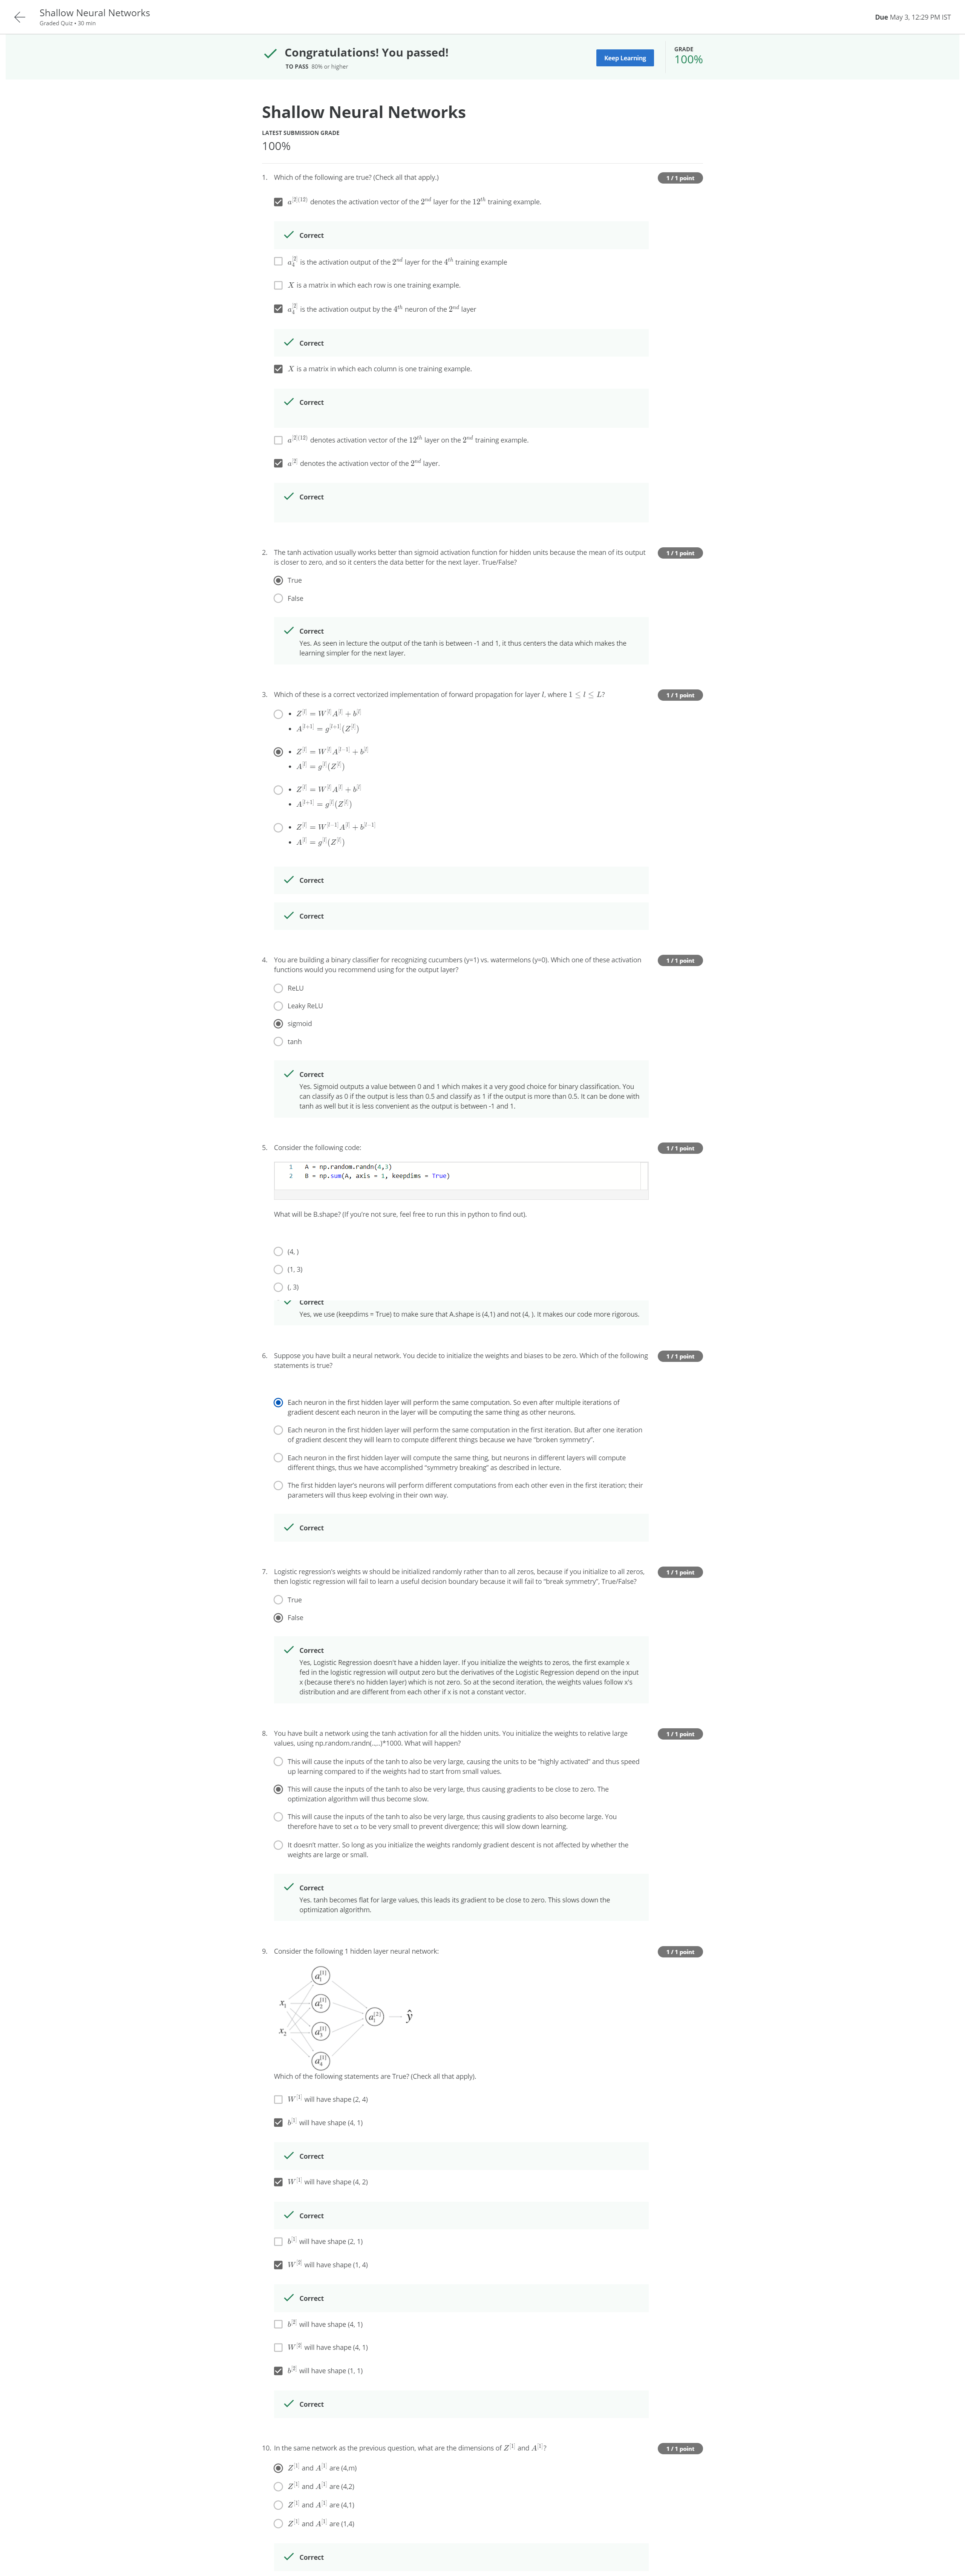 Shallow Neural Networks
Graded Quiz • 30 min
Due May 3, 12:29 PM IST
Congratulations! You passed!
TO PASS 80% or higher
Keep Learning
GRADE
100%
Shallow Neural Networks
LATEST SUBMISSION GRADE
100%
1. Which of the following are true? (Check all that apply.)
1 / 1 point
a^{[2](12)} denotes the activation vector of the 2^{nd} layer for the 12^{th} training example.
Correct
a_4^{[2]} is the activation output of the 2^{nd} layer for the 4^{th} training example
X is a matrix in which each row is one training example.
a_4^{[2]} is the activation output by the 4^{th} neuron of the 2^{nd} layer
Correct
X is a matrix in which each column is one training example.
Correct
a^{[2](12)} denotes activation vector of the 12^{th} layer on the 2^{nd} training example.
a^{[2]} denotes the activation vector of the 2^{nd} layer.
Correct
2. The tanh activation usually works better than sigmoid activation function for hidden units because the mean of its output
is closer to zero, and so it centers the data better for the next layer. True/False?
1 / 1 point
True
False
Correct
Yes. As seen in lecture the output of the tanh is between -1 and 1, it thus centers the data which makes the
learning simpler for the next layer.
3. Which of these is a correct vectorized implementation of forward propagation for layer l, where 1 ≤ l ≤ L?
1 / 1 point
• Z^{[l]} = W^{[l]} A^{[l]} + b^{[l]}
• A^{[l+1]} = g^{[l+1]}(Z^{[l]})
• Z^{[l]} = W^{[l]} A^{[l-1]} + b^{[l]}
• A^{[l]} = g^{[l]}(Z^{[l]})
• Z^{[l]} = W^{[l]} A^{[l]} + b^{[l]}
• A^{[l+1]} = g^{[l]}(Z^{[l]})
• Z^{[l]} = W^{[l-1]} A^{[l]} + b^{[l-1]}
• A^{[l]} = g^{[l]}(Z^{[l]})
Correct
Correct
4. You are building a binary classifier for recognizing cucumbers (y=1) vs. watermelons (y=0). Which one of these activation
functions would you recommend using for the output layer?
1 / 1 point
ReLU
Leaky ReLU
sigmoid
tanh
Correct
Yes. Sigmoid outputs a value between 0 and 1 which makes it a very good choice for binary classification. You
can classify as 0 if the output is less than 0.5 and classify as 1 if the output is more than 0.5. It can be done with
tanh as well but it is less convenient as the output is between -1 and 1.
5. Consider the following code:
1 / 1 point
1 A = np.random.randn(4,3)
2 B = np.sum(A, axis = 1, keepdims = True)
What will be B.shape? (If you're not sure, feel free to run this in python to find out).
(4, )
(1, 3)
(, 3)
Correct
Yes, we use (keepdims = True) to make sure that A.shape is (4,1) and not (4, ). It makes our code more rigorous.
6. Suppose you have built a neural network. You decide to initialize the weights and biases to be zero. Which of the following
statements is true?
1 / 1 point
Each neuron in the first hidden layer will perform the same computation. So even after multiple iterations of
gradient descent each neuron in the layer will be computing the same thing as other neurons.
Each neuron in the first hidden layer will perform the same computation in the first iteration. But after one iteration
of gradient descent they will learn to compute different things because we have "broken symmetry".
Each neuron in the first hidden layer will compute the same thing, but neurons in different layers will compute
different things, thus we have accomplished "symmetry breaking" as described in lecture.
The first hidden layer's neurons will perform different computations from each other even in the first iteration; their
parameters will thus keep evolving in their own way.
Correct
7. Logistic regression's weights w should be initialized randomly rather than to all zeros, because if you initialize to all zeros,
then logistic regression will fail to learn a useful decision boundary because it will fail to "break symmetry", True/False?
1 / 1 point
True
False
Correct
Yes, Logistic Regression doesn't have a hidden layer. If you initialize the weights to zeros, the first example x
fed in the logistic regression will output zero but the derivatives of the Logistic Regression depend on the input
x (because there's no hidden layer) which is not zero. So at the second iteration, the weights values follow x's
distribution and are different from each other if x is not a constant vector.
8. You have built a network using the tanh activation for all the hidden units. You initialize the weights to relative large
values, using np.random.randn(..,..)*1000. What will happen?
1 / 1 point
This will cause the inputs of the tanh to also be very large, causing the units to be "highly activated" and thus speed
up learning compared to if the weights had to start from small values.
This will cause the inputs of the tanh to also be very large, thus causing gradients to be close to zero. The
optimization algorithm will thus become slow.
This will cause the inputs of the tanh to also be very large, thus causing gradients to also become large. You
therefore have to set α to be very small to prevent divergence; this will slow down learning.
It doesn't matter. So long as you initialize the weights randomly gradient descent is not affected by whether the
weights are large or small.
Correct
Yes. tanh becomes flat for large values, this leads its gradient to be close to zero. This slows down the
optimization algorithm.
9. Consider the following 1 hidden layer neural network:
1 / 1 point
a_1^{[1]}
x_1 a_2^{[1]}
a_1^{[2]} ŷ
x_2 a_3^{[1]}
a_4^{[1]}
Which of the following statements are True? (Check all that apply).
W^{[1]} will have shape (2, 4)
b^{[1]} will have shape (4, 1)
Correct
W^{[1]} will have shape (4, 2)
Correct
b^{[1]} will have shape (2, 1)
W^{[2]} will have shape (1, 4)
Correct
b^{[2]} will have shape (4, 1)
W^{[2]} will have shape (4, 1)
b^{[2]} will have shape (1, 1)
Correct
10. In the same network as the previous question, what are the dimensions of Z^{[1]} and A^{[1]}?
1 / 1 point
Z^{[1]} and A^{[1]} are (4,m)
Z^{[1]} and A^{[1]} are (4,2)
Z^{[1]} and A^{[1]} are (4,1)
Z^{[1]} and A^{[1]} are (1,4)
Correct